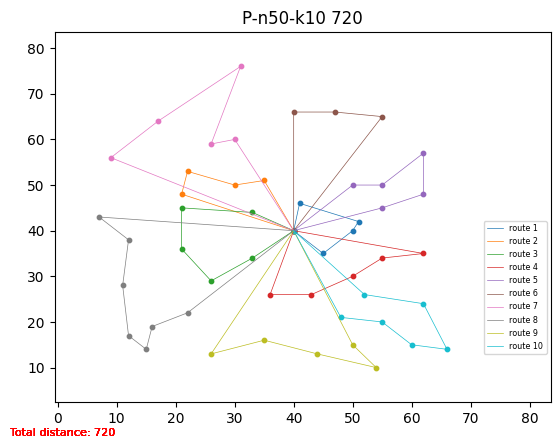 P-n50-k10 720
80
70
60
50
40
30
20
10
0 10 20 30 40 50 60 70 80
route 1
route 2
route 3
route 4
route 5
route 6
route 7
route 8
route 9
route 10
Total distance: 720